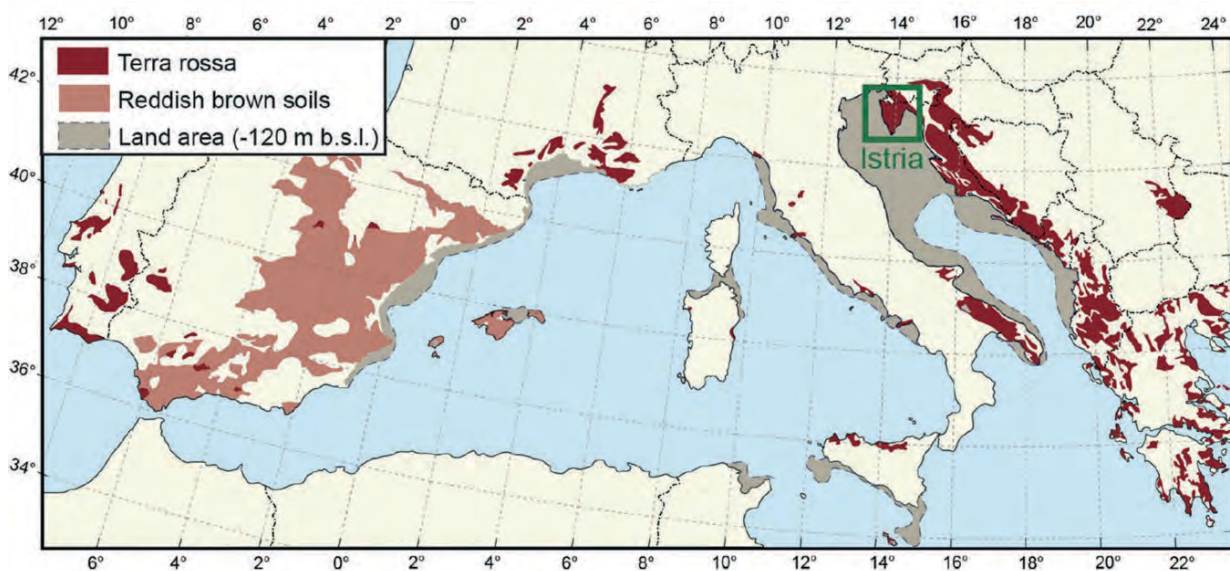 12° 10° 8° 6° 4° 2° 0° 2° 4° 6° 8° 10° 12° 14° 16° 18° 20° 22° 24°
Terra rossa
Reddish brown soils
Land area (-120 m b.s.l.)
Istria
42°
40°
38°
36°
34°
6° 4° 2° 0° 2° 4° 6° 8° 10° 12° 14° 16° 18° 20° 22°